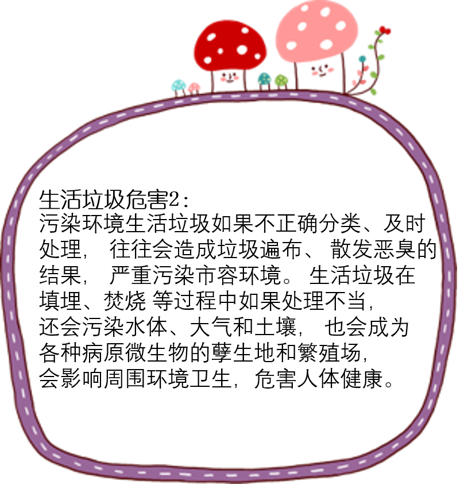 生活垃圾危害2：
污染环境生活垃圾如果不正确分类、及时
处理， 往往会造成垃圾遍布、 散发恶臭的
结果， 严重污染市容环境。 生活垃圾在
填埋、焚烧 等过程中如果处理不当，
还会污染水体、大气和土壤， 也会成为
各种病原微生物的孽生地和繁殖场，
会影响周围环境卫生， 危害人体健康。